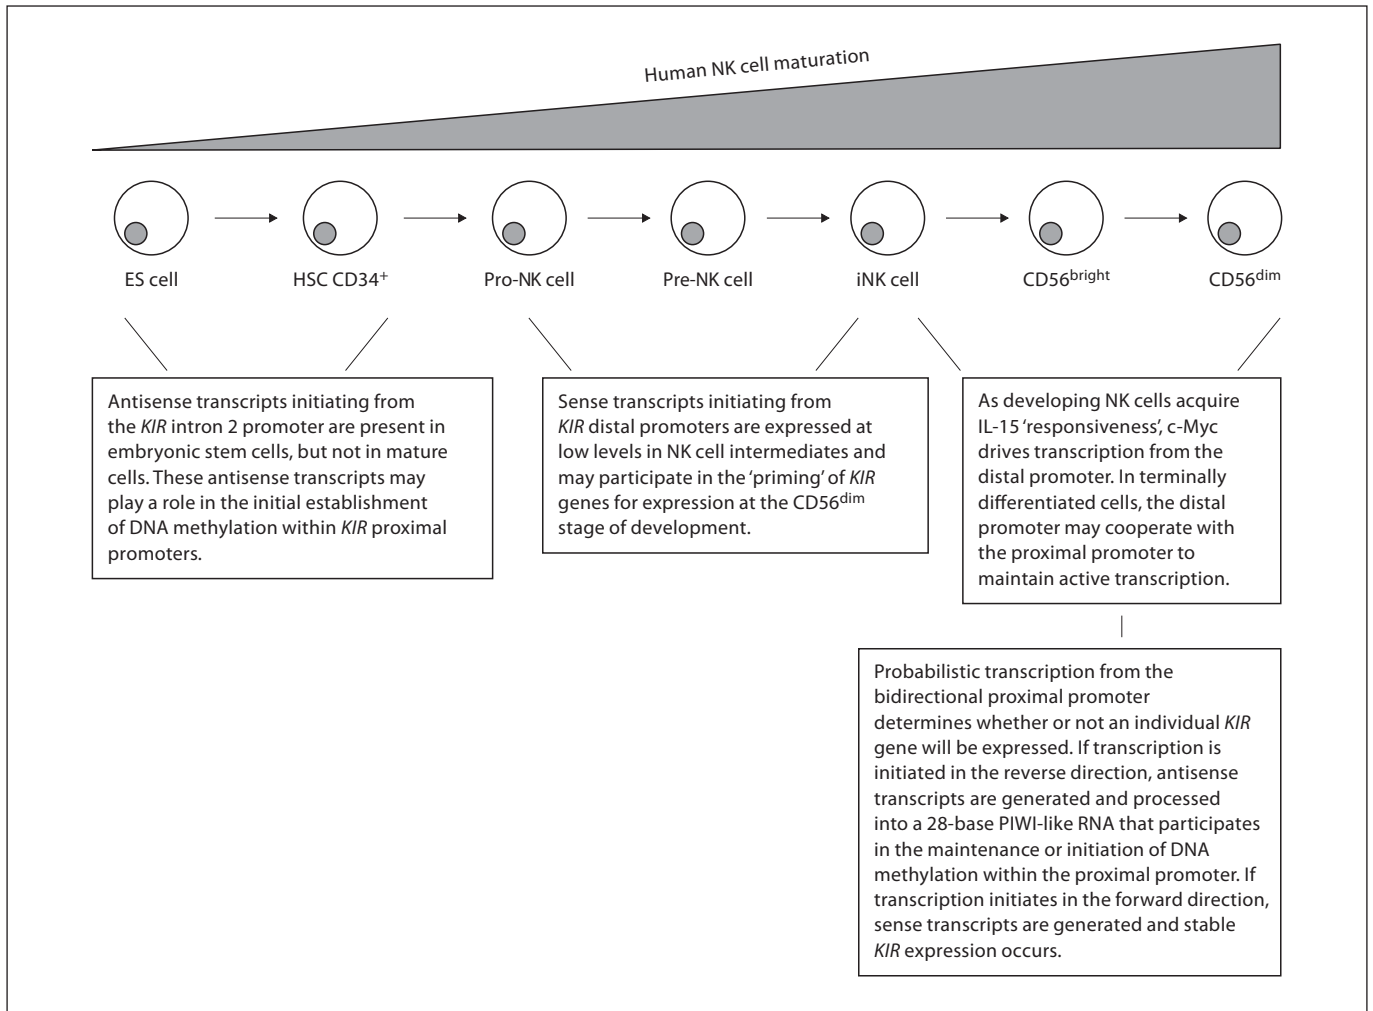 Human NK cell maturation
ES cell
HSC CD34+
Pro-NK cell
Pre-NK cell
iNK cell
CD56bright
CD56dim
Antisense transcripts initiating from
the KIR intron 2 promoter are present in
embryonic stem cells, but not in mature
cells. These antisense transcripts may
play a role in the initial establishment
of DNA methylation within KIR proximal
promoters.
Sense transcripts initiating from
KIR distal promoters are expressed at
low levels in NK cell intermediates and
may participate in the ‘priming’ of KIR
genes for expression at the CD56dim
stage of development.
As developing NK cells acquire
IL-15 ‘responsiveness’, c-Myc
drives transcription from the
distal promoter. In terminally
differentiated cells, the distal
promoter may cooperate with
the proximal promoter to
maintain active transcription.
Probabilistic transcription from the
bidirectional proximal promoter
determines whether or not an individual KIR
gene will be expressed. If transcription is
initiated in the reverse direction, antisense
transcripts are generated and processed
into a 28-base PIWI-like RNA that participates
in the maintenance or initiation of DNA
methylation within the proximal promoter. If
transcription initiates in the forward direction,
sense transcripts are generated and stable
KIR expression occurs.